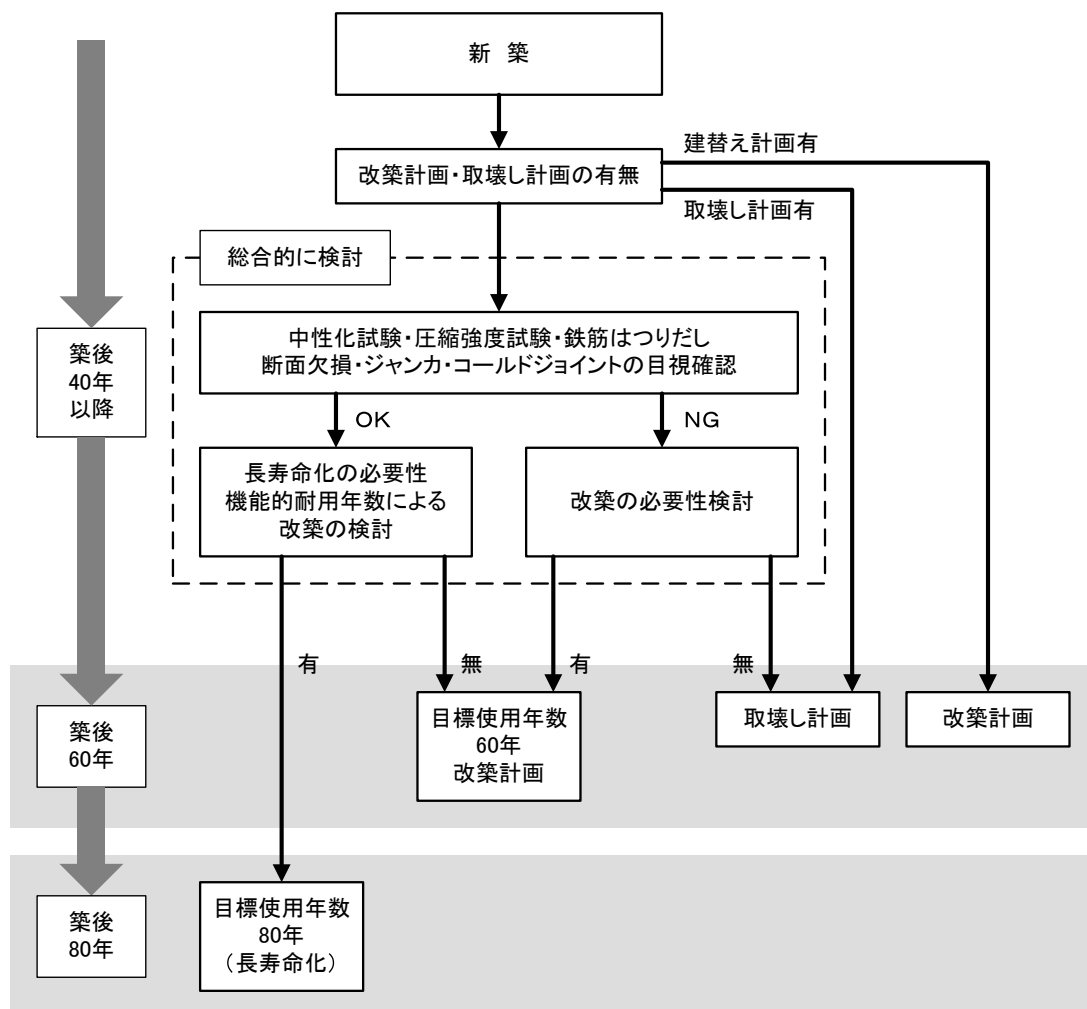 新 築
建替え計画有
改築計画・取壊し計画の有無
取壊し計画有
総合的に検討
中性化試験・圧縮強度試験・鉄筋はつりだし
断面欠損・ジャンカ・コールドジョイントの目視確認
築後
40年
以降
OK
NG
長寿命化の必要性
機能的耐用年数による
改築の検討
改築の必要性検討
有
無
有
無
築後
60年
目標使用年数
60年
改築計画
取壊し計画
改築計画
築後
80年
目標使用年数
80年
（長寿命化）